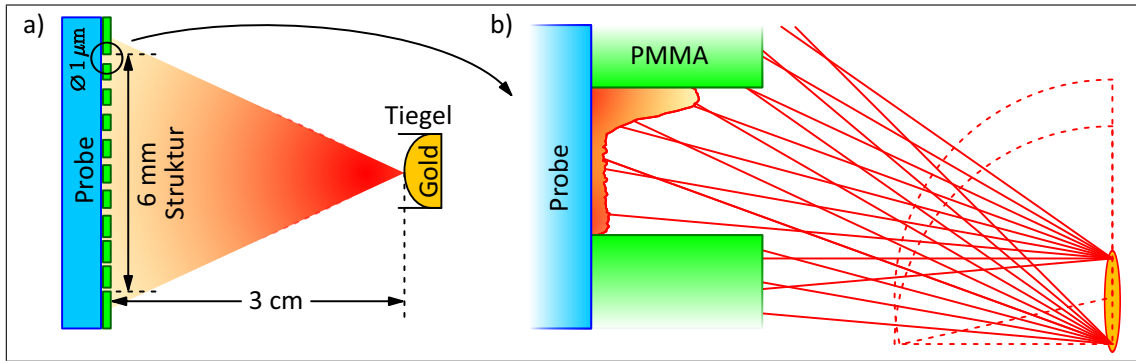 a)
Ø 1 µm
Probe
6 mm
Struktur
Tiegel
Gold
3 cm
b)
PMMA
Probe